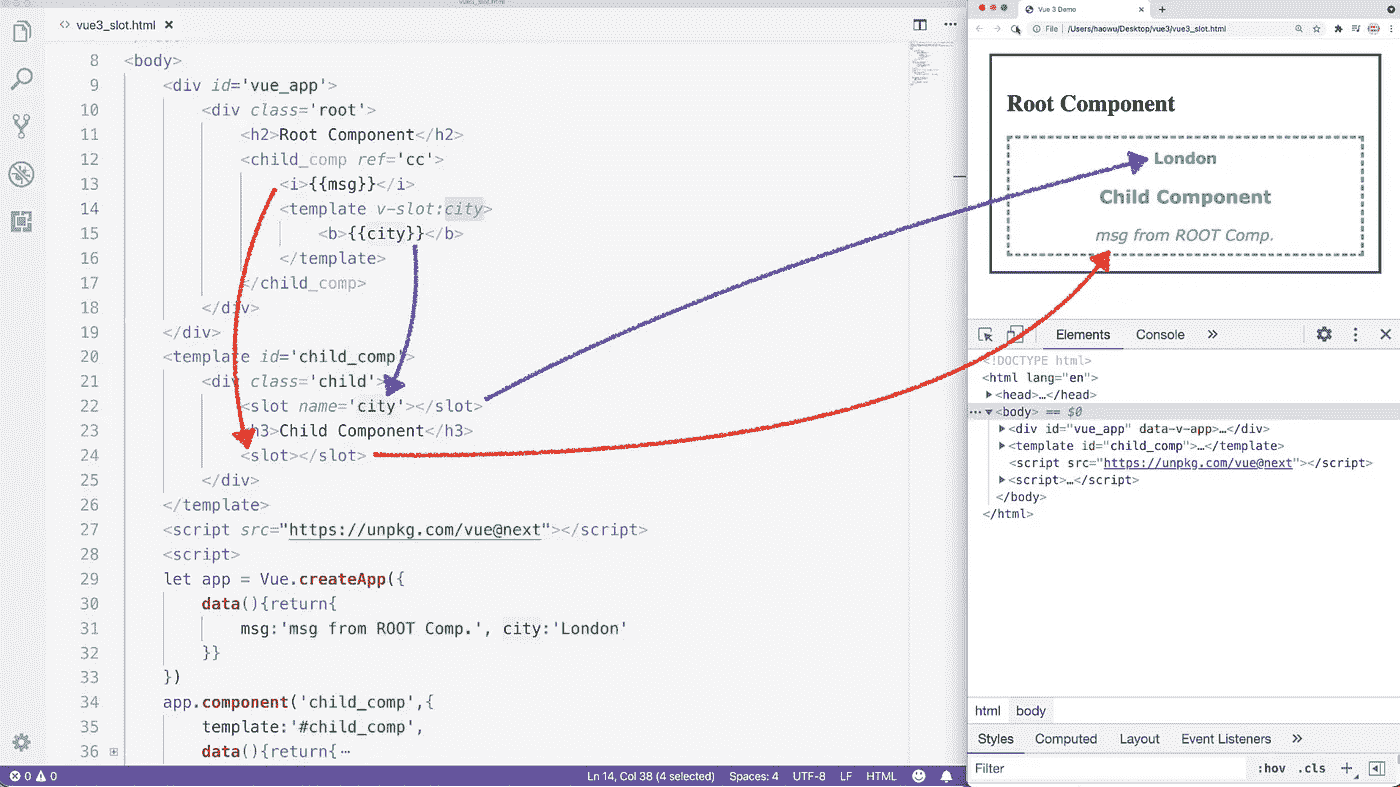 vue3_slot.html
vue3_slot.html
8 <body>
9 <div id='vue_app'>
10 <div class='root'>
11 <h2>Root Component</h2>
12 <child_comp ref='cc'>
13 <i>{{msg}}</i>
14 <template v-slot:city>
15 <b>{{city}}</b>
16 </template>
17 </child_comp>
18 </div>
19 </div>
20 <template id='child_comp'>
21 <div class='child'>
22 <slot name='city'></slot>
23 <h3>Child Component</h3>
24 <slot></slot>
25 </div>
26 </template>
27 <script src="https://unpkg.com/vue@next"></script>
28 <script>
29 let app = Vue.createApp({
30 data(){return{
31 msg:'msg from ROOT Comp.', city:'London'
32 }}
33 })
34 app.component('child_comp',{
35 template:'#child_comp',
36 data(){return{⋯
0 0
Ln 14, Col 38 (4 selected) Spaces: 4 UTF-8 LF HTML
Vue 3 Demo
File /Users/haowu/Desktop/vue3/vue3_slot.html
Root Component
London
Child Component
msg from ROOT Comp.
Elements Console »
<!DOCTYPE html>
<html lang="en">
<head>…</head>
<body> == $0
<div id="vue_app" data-v-app>…</div>
<template id="child_comp">…</template>
<script src="https://unpkg.com/vue@next"></script>
<script>…</script>
</body>
</html>
html body
Styles Computed Layout Event Listeners »
Filter :hov .cls +